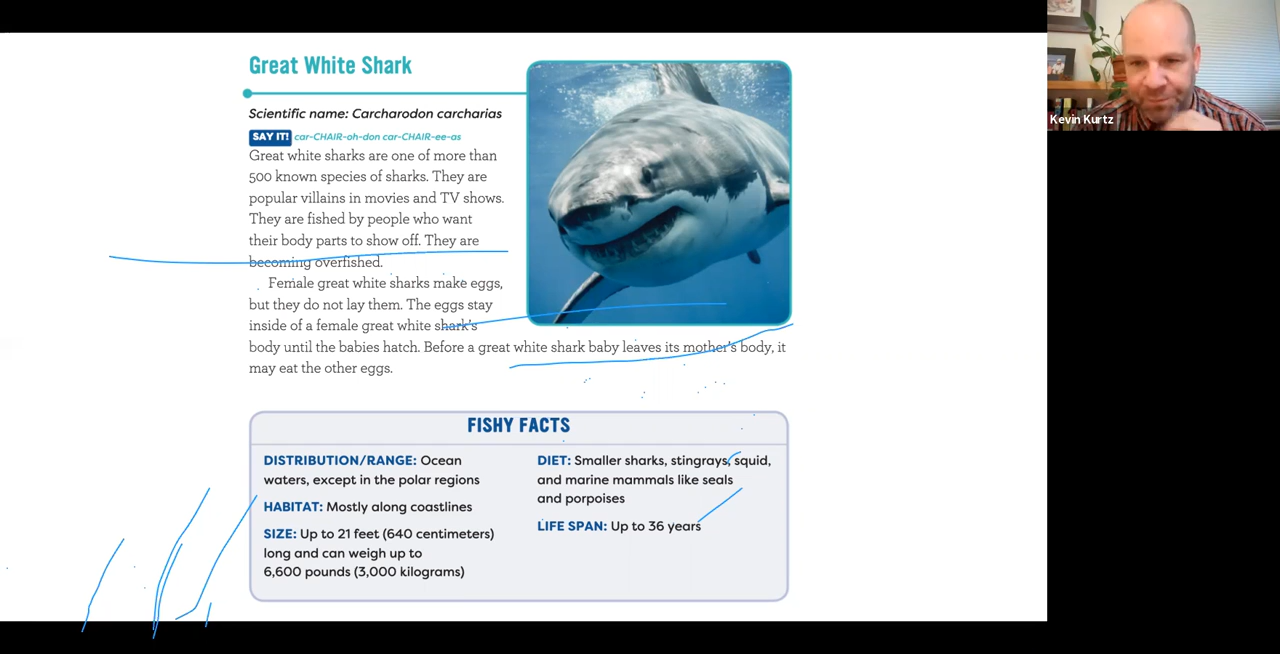 Great White Shark
Scientific name: Carcharodon carcharias
SAY IT! car-CHAIR-oh-don car-CHAIR-ee-as
Great white sharks are one of more than
500 known species of sharks. They are
popular villains in movies and TV shows.
They are fished by people who want
their body parts to show off. They are
becoming overfished.
Female great white sharks make eggs,
but they do not lay them. The eggs stay
inside of a female great white shark's
body until the babies hatch. Before a great white shark baby leaves its mother's body, it
may eat the other eggs.
FISHY FACTS
DISTRIBUTION/RANGE: Ocean
waters, except in the polar regions
HABITAT: Mostly along coastlines
SIZE: Up to 21 feet (640 centimeters)
long and can weigh up to
6,600 pounds (3,000 kilograms)
DIET: Smaller sharks, stingrays, squid,
and marine mammals like seals
and porpoises
LIFE SPAN: Up to 36 years
Kevin Kurtz